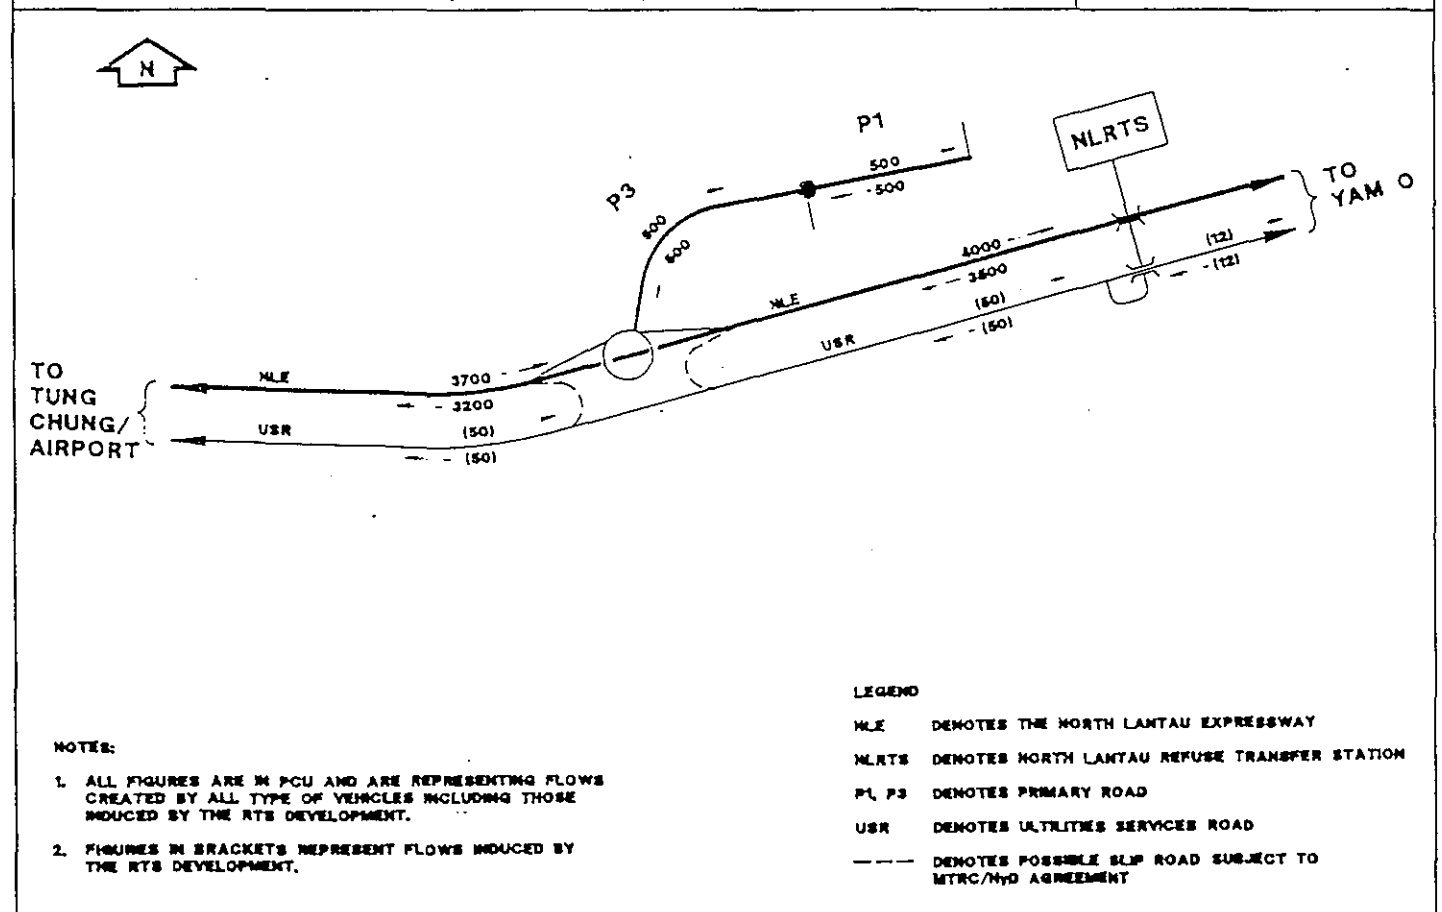 N
P1
P3
NLRTS
500
-500
500
500
TO
YAM O
4000
3500
(12)
-(12)
NLE
(50)
-(50)
USR
TO
TUNG
CHUNG/
AIRPORT
NLE
3700
3200
USR
(50)
(50)
LEGEND
NLE DENOTES THE NORTH LANTAU EXPRESSWAY
NLRTS DENOTES NORTH LANTAU REFUSE TRANSFER STATION
P1, P3 DENOTES PRIMARY ROAD
USR DENOTES ULTILITIES SERVICES ROAD
---- DENOTES POSSIBLE SLIP ROAD SUBJECT TO
MTRC/HyD AGREEMENT
NOTES:
1. ALL FIGURES ARE IN PCU AND ARE REPRESENTING FLOWS
CREATED BY ALL TYPE OF VEHICLES INCLUDING THOSE
INDUCED BY THE RTS DEVELOPMENT.
2. FIGURES IN BRACKETS REPRESENT FLOWS INDUCED BY
THE RTS DEVELOPMENT.